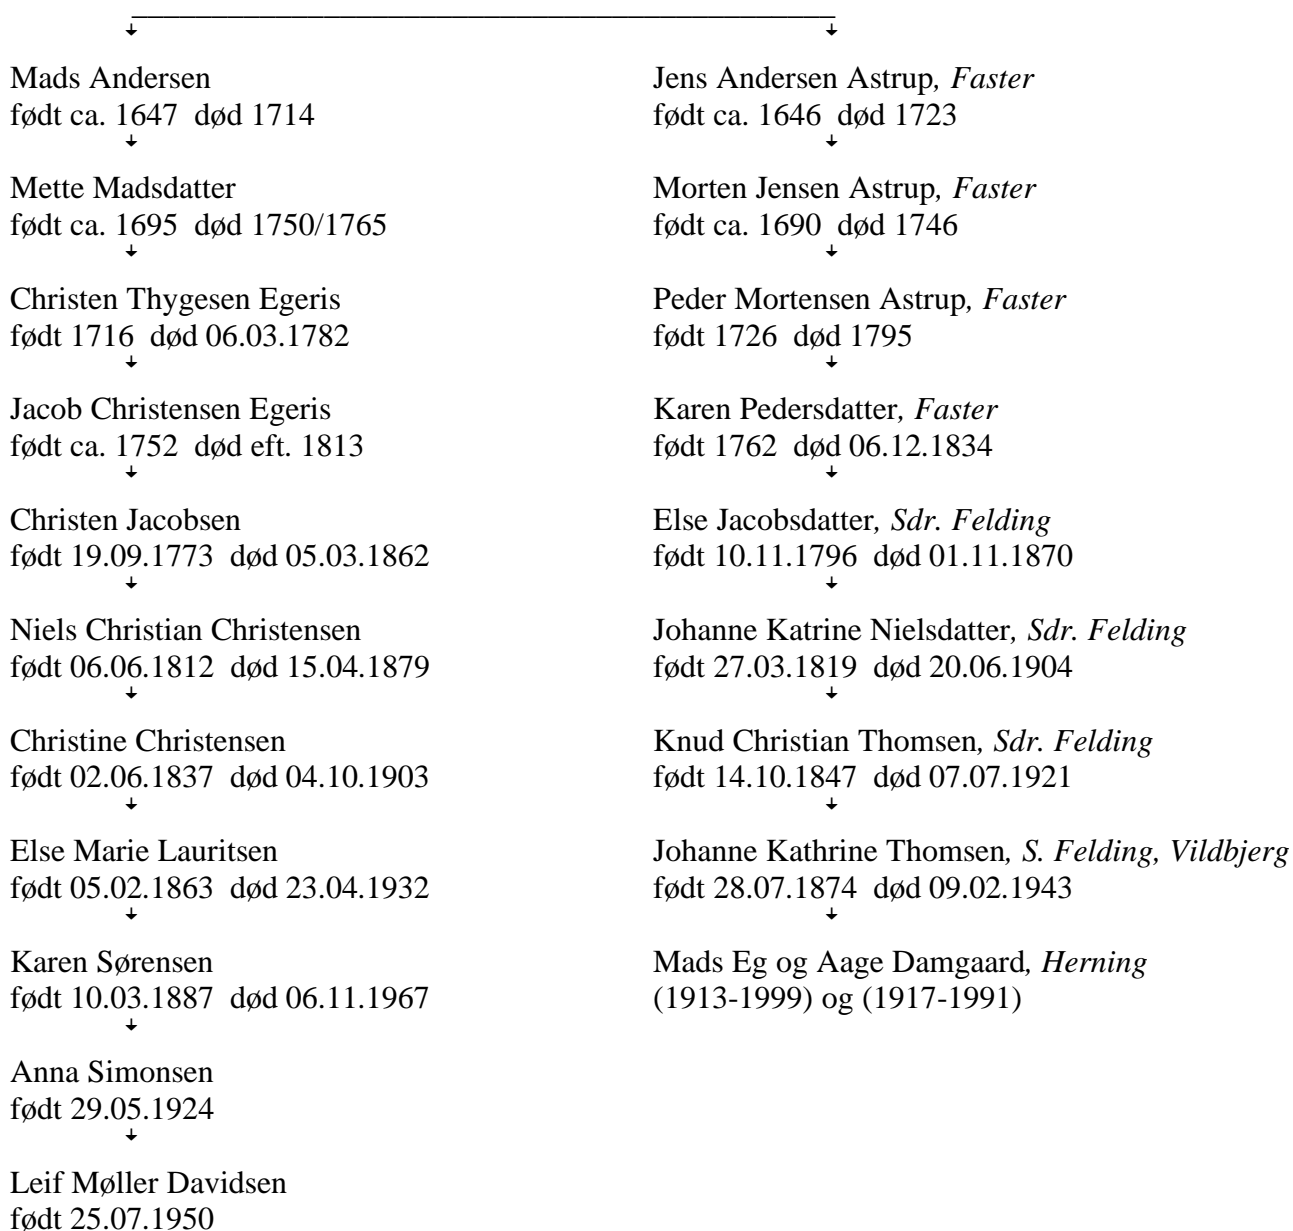 Mads Andersen
født ca. 1647  død 1714
Mette Madsdatter
født ca. 1695  død 1750/1765
Christen Thygesen Egeris
født 1716  død 06.03.1782
Jacob Christensen Egeris
født ca. 1752  død eft. 1813
Christen Jacobsen
født 19.09.1773  død 05.03.1862
Niels Christian Christensen
født 06.06.1812  død 15.04.1879
Christine Christensen
født 02.06.1837  død 04.10.1903
Else Marie Lauritsen
født 05.02.1863  død 23.04.1932
Karen Sørensen
født 10.03.1887  død 06.11.1967
Anna Simonsen
født 29.05.1924
Leif Møller Davidsen
født 25.07.1950
Jens Andersen Astrup, Faster
født ca. 1646  død 1723
Morten Jensen Astrup, Faster
født ca. 1690  død 1746
Peder Mortensen Astrup, Faster
født 1726  død 1795
Karen Pedersdatter, Faster
født 1762  død 06.12.1834
Else Jacobsdatter, Sdr. Felding
født 10.11.1796  død 01.11.1870
Johanne Katrine Nielsdatter, Sdr. Felding
født 27.03.1819  død 20.06.1904
Knud Christian Thomsen, Sdr. Felding
født 14.10.1847  død 07.07.1921
Johanne Kathrine Thomsen, S. Felding, Vildbjerg
født 28.07.1874  død 09.02.1943
Mads Eg og Aage Damgaard, Herning
(1913-1999) og (1917-1991)